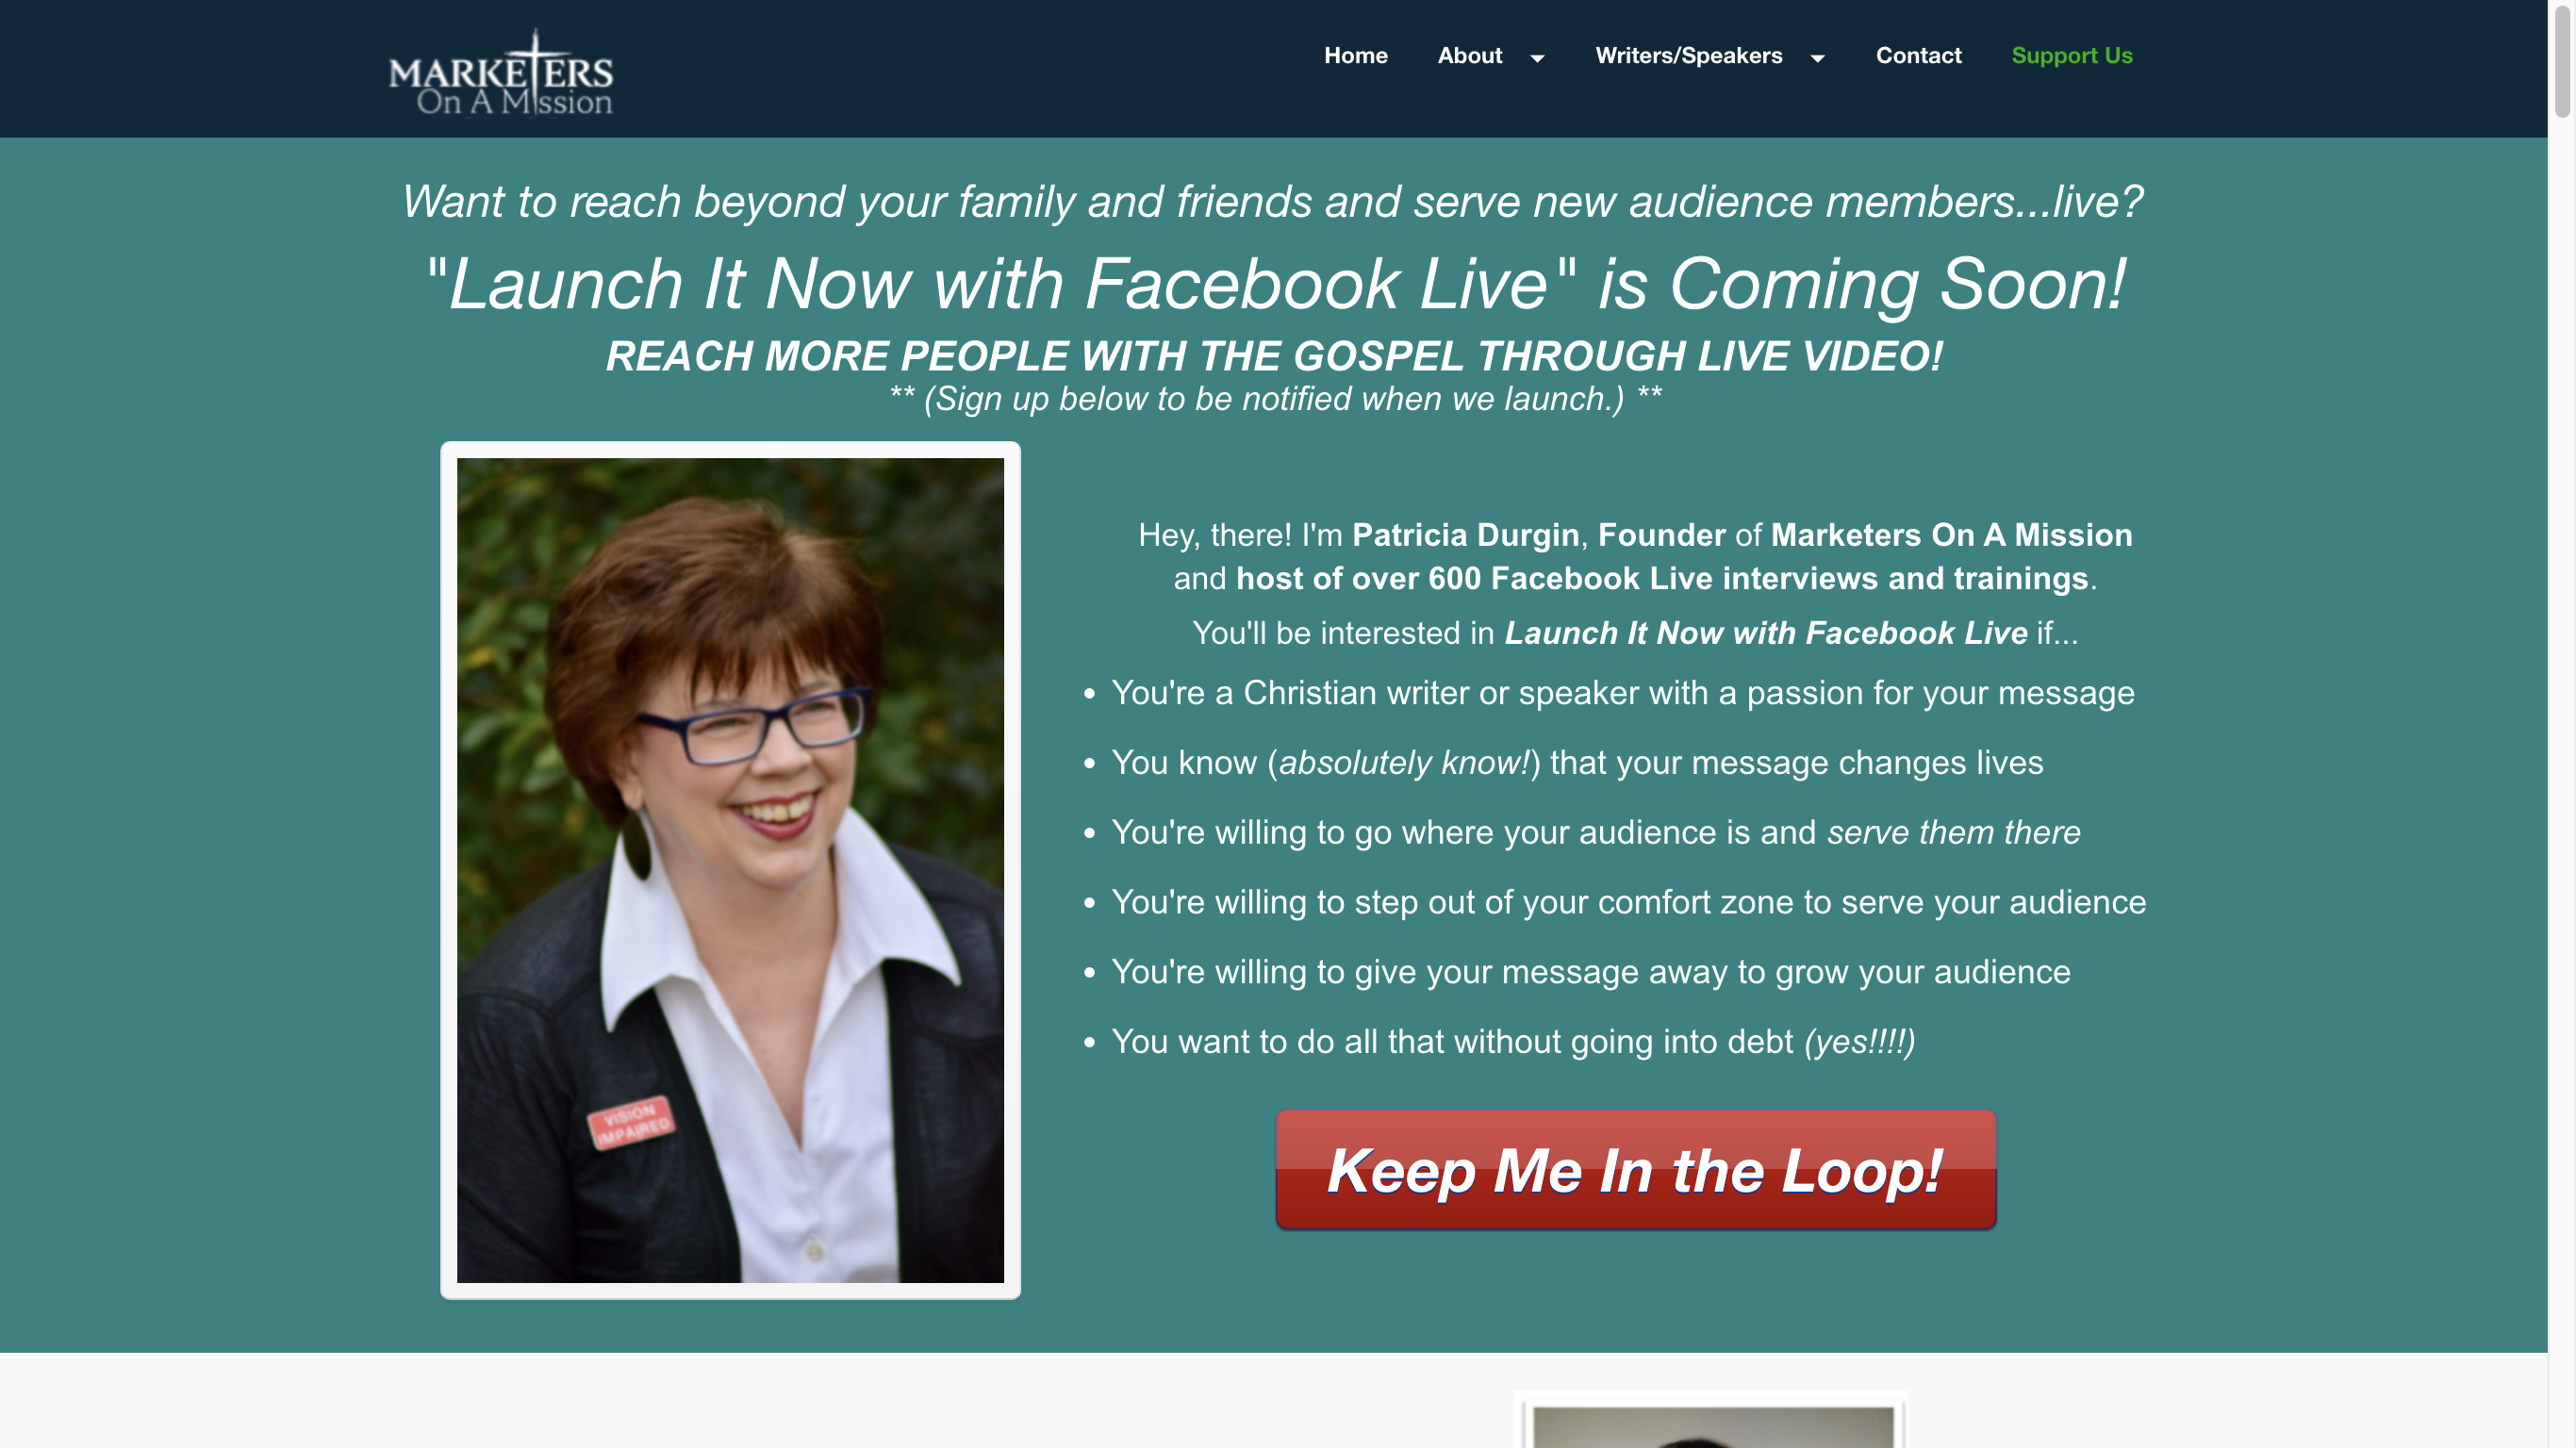 MARKETERS
On A Mission
Home About Writers/Speakers Contact Support Us
Want to reach beyond your family and friends and serve new audience members...live?
"Launch It Now with Facebook Live" is Coming Soon!
REACH MORE PEOPLE WITH THE GOSPEL THROUGH LIVE VIDEO!
** (Sign up below to be notified when we launch.) **
Hey, there! I'm Patricia Durgin, Founder of Marketers On A Mission
and host of over 600 Facebook Live interviews and trainings.
You'll be interested in Launch It Now with Facebook Live if...
• You're a Christian writer or speaker with a passion for your message
• You know (absolutely know!) that your message changes lives
• You're willing to go where your audience is and serve them there
• You're willing to step out of your comfort zone to serve your audience
• You're willing to give your message away to grow your audience
• You want to do all that without going into debt (yes!!!!)
VISION
IMPAIRED
Keep Me In the Loop!